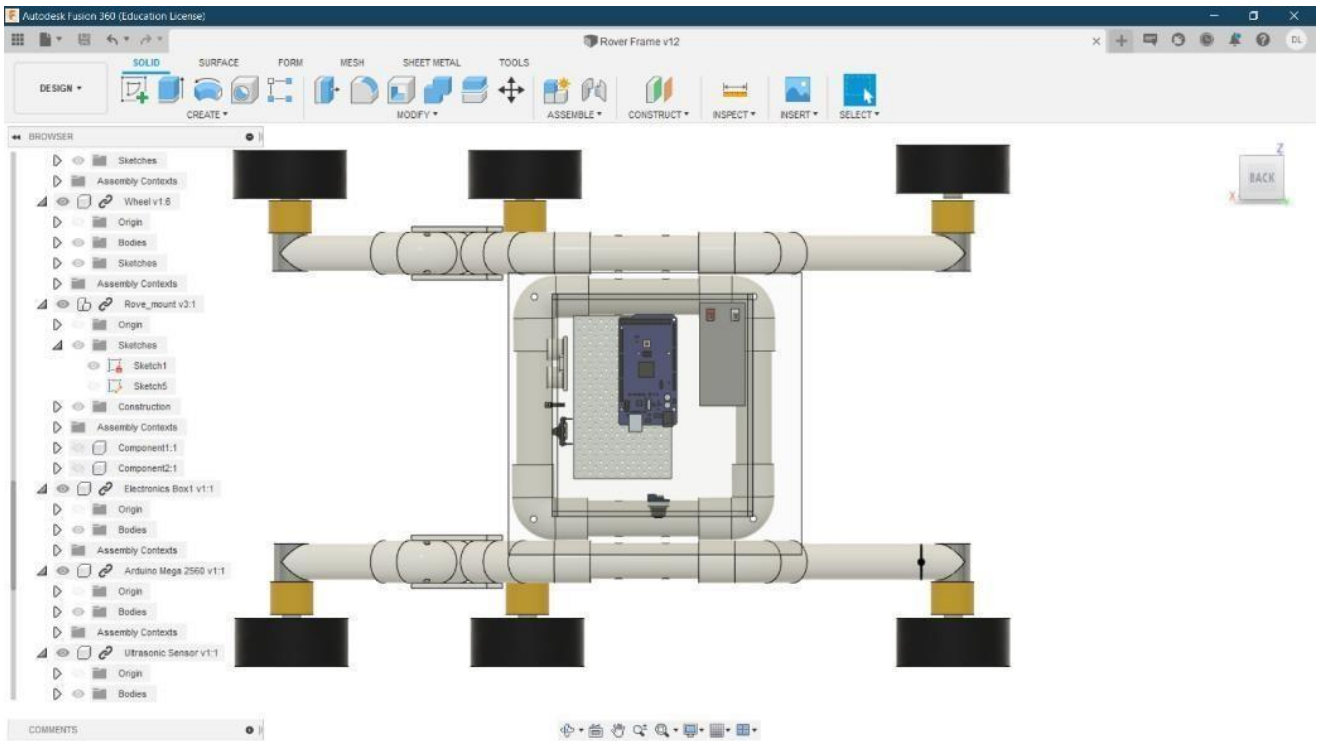 Autodesk Fusion 360 (Education License)
Rover Frame v12
DL
SOLID SURFACE FORM MESH SHEET METAL TOOLS
DESIGN
CREATE MODIFY ASSEMBLE CONSTRUCT INSPECT INSERT SELECT
BROWSER
Sketches
Assembly Contexts
Wheel v1:6
Origin
Bodies
Sketches
Assembly Contexts
Rove_mount v3:1
Origin
Sketches
Sketch1
Sketch5
Construction
Assembly Contexts
Component1:1
Component2:1
Electronics Box1 v1:1
Origin
Bodies
Assembly Contexts
Arduino Mega 2560 v1:1
Origin
Bodies
Assembly Contexts
Utrasonic Sensor v1:1
Origin
Bodies
COMMENTS
Z
BACK
X